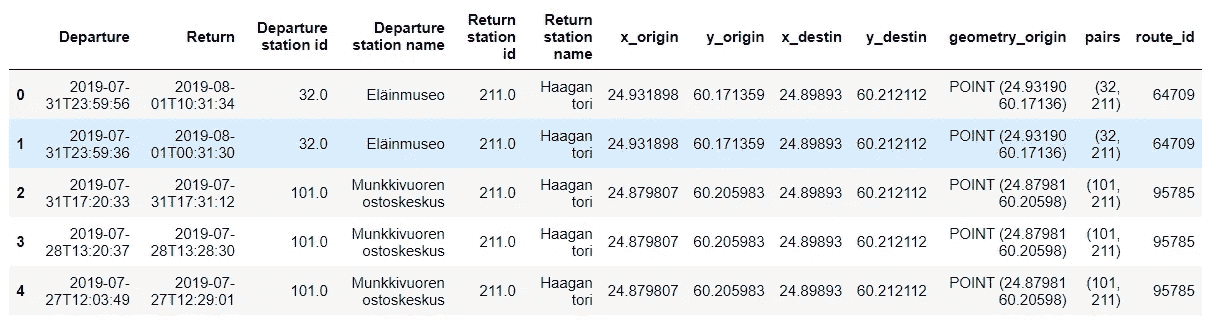 Departure Return Departure station id Departure station name Return station id Return station name x_origin y_origin x_destin y_destin geometry_origin pairs route_id
0 2019-07-31T23:59:56 2019-08-01T10:31:34 32.0 Eläinmuseo 211.0 Haagan tori 24.931898 60.171359 24.89893 60.212112 POINT (24.93190 60.17136) (32, 211) 64709
1 2019-07-31T23:59:36 2019-08-01T00:31:30 32.0 Eläinmuseo 211.0 Haagan tori 24.931898 60.171359 24.89893 60.212112 POINT (24.93190 60.17136) (32, 211) 64709
2 2019-07-31T17:20:33 2019-07-31T17:31:12 101.0 Munkkivuoren ostoskeskus 211.0 Haagan tori 24.879807 60.205983 24.89893 60.212112 POINT (24.87981 60.20598) (101, 211) 95785
3 2019-07-28T13:20:37 2019-07-28T13:28:30 101.0 Munkkivuoren ostoskeskus 211.0 Haagan tori 24.879807 60.205983 24.89893 60.212112 POINT (24.87981 60.20598) (101, 211) 95785
4 2019-07-27T12:03:49 2019-07-27T12:29:01 101.0 Munkkivuoren ostoskeskus 211.0 Haagan tori 24.879807 60.205983 24.89893 60.212112 POINT (24.87981 60.20598) (101, 211) 95785